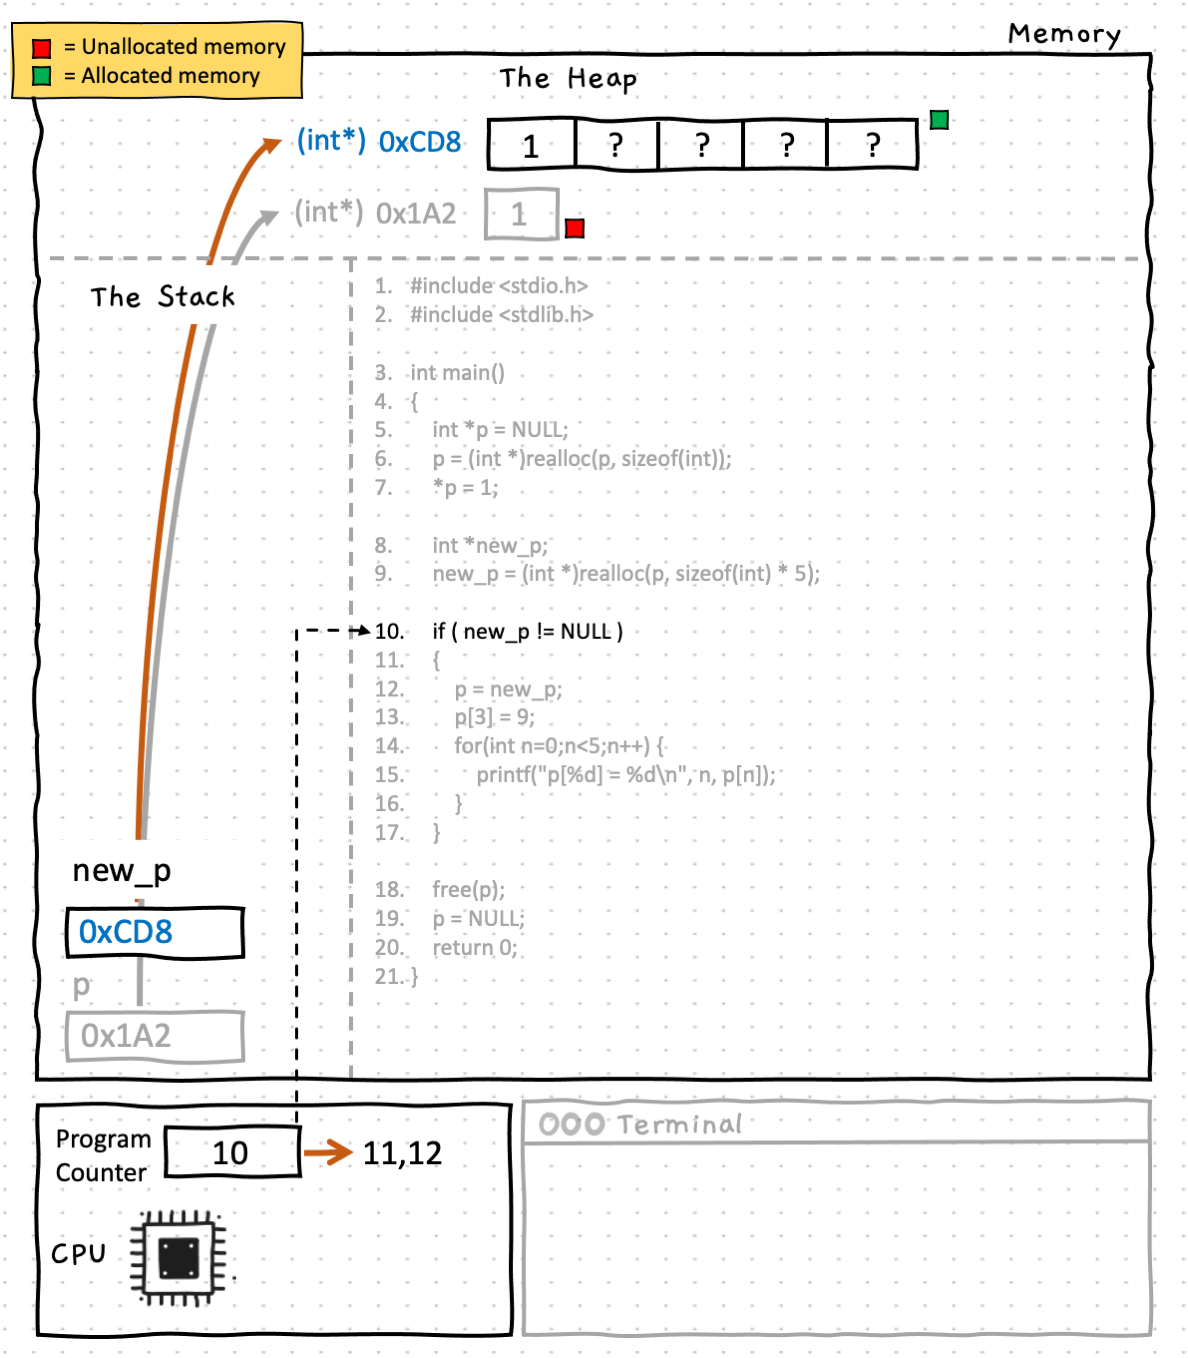 Memory
= Unallocated memory
= Allocated memory
The Heap
(int*) 0xCD8 1 ? ? ? ?
(int*) 0x1A2 1
The Stack
1. #include <stdio.h>
2. #include <stdlib.h>
3. int main()
4. {
5. int *p = NULL;
6. p = (int *)realloc(p, sizeof(int));
7. *p = 1;
8. int *new_p;
9. new_p = (int *)realloc(p, sizeof(int) * 5);
10. if ( new_p != NULL )
11. {
12. p = new_p;
13. p[3] = 9;
14. for(int n=0;n<5;n++) {
15. printf("p[%d] = %d\n", n, p[n]);
16. }
17. }
18. free(p);
19. p = NULL;
20. return 0;
21. }
new_p
0xCD8
p
0x1A2
Program
Counter
10
11,12
CPU
Terminal